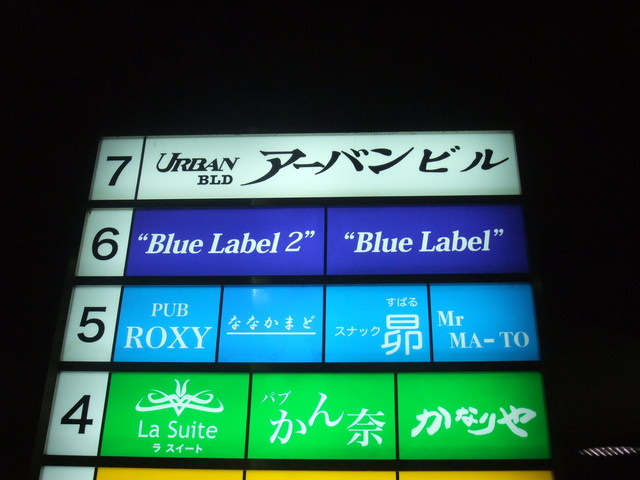 7 URBAN BLD アーバンビル
6 "Blue Label 2" "Blue Label"
5 PUB ROXY ななかまど スナック 昴 すばる Mr MA-TO
4 La Suite ラ スイート パブ かん奈 かなりや